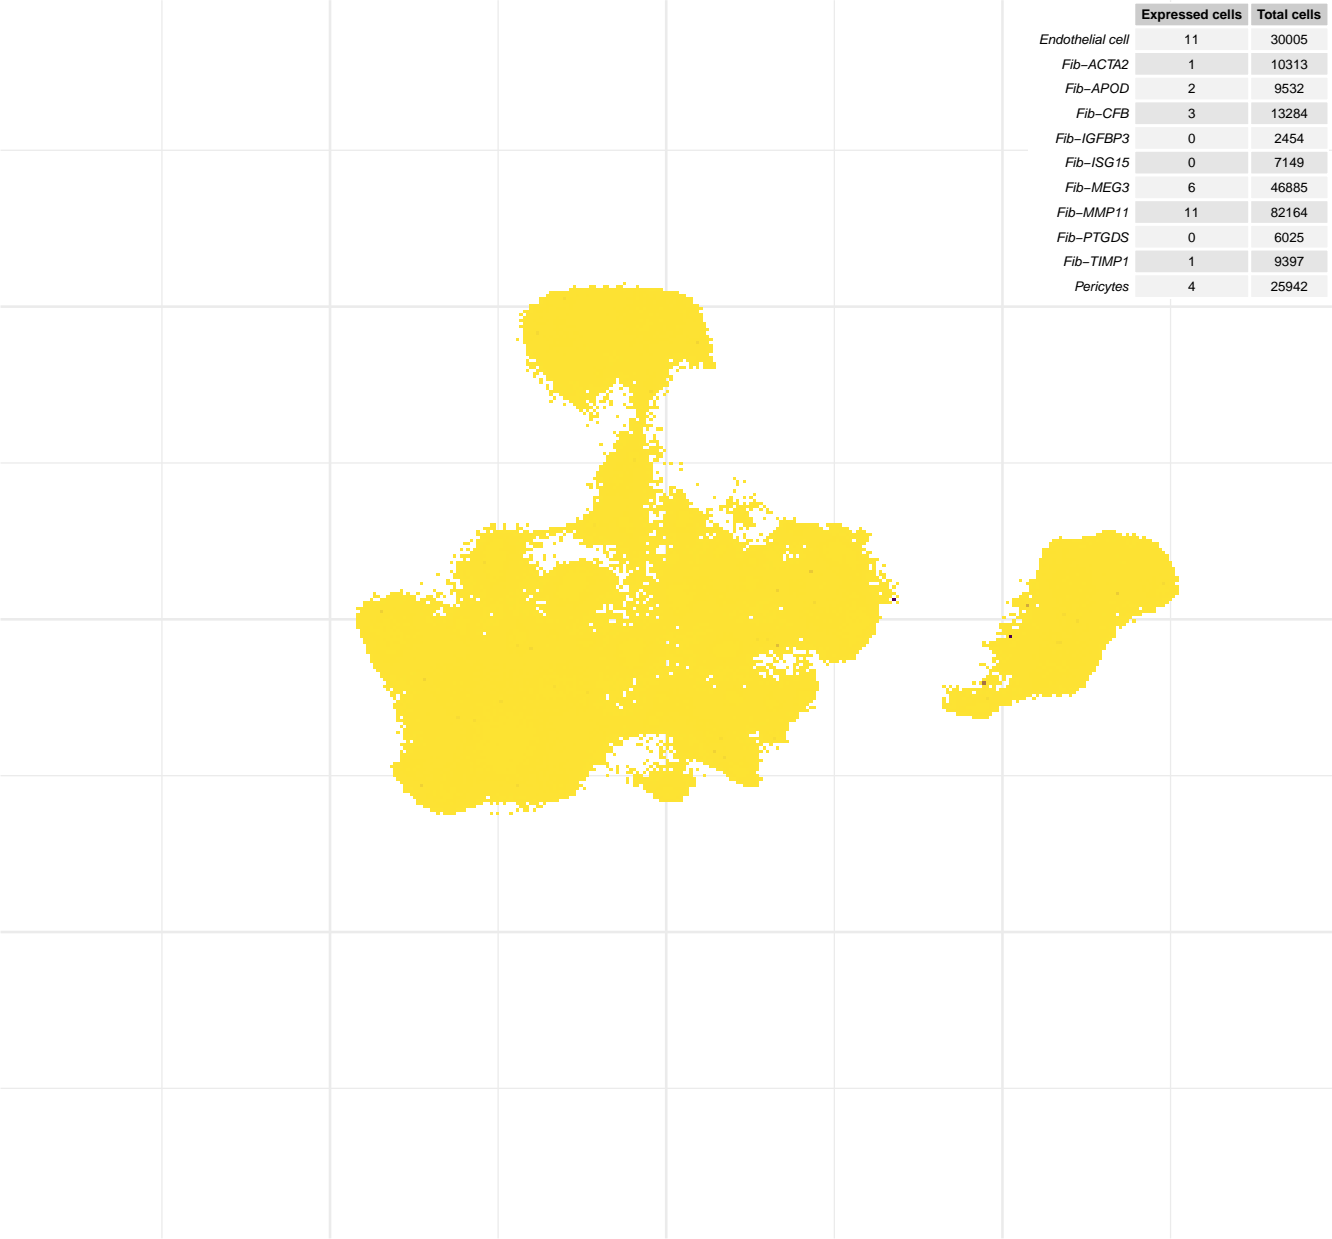 Expressed cells Total cells
Endothelial cell 11 30005
Fib−ACTA2 1 10313
Fib−APOD 2 9532
Fib−CFB 3 13284
Fib−IGFBP3 0 2454
Fib−ISG15 0 7149
Fib−MEG3 6 46885
Fib−MMP11 11 82164
Fib−PTGDS 0 6025
Fib−TIMP1 1 9397
Pericytes 4 25942